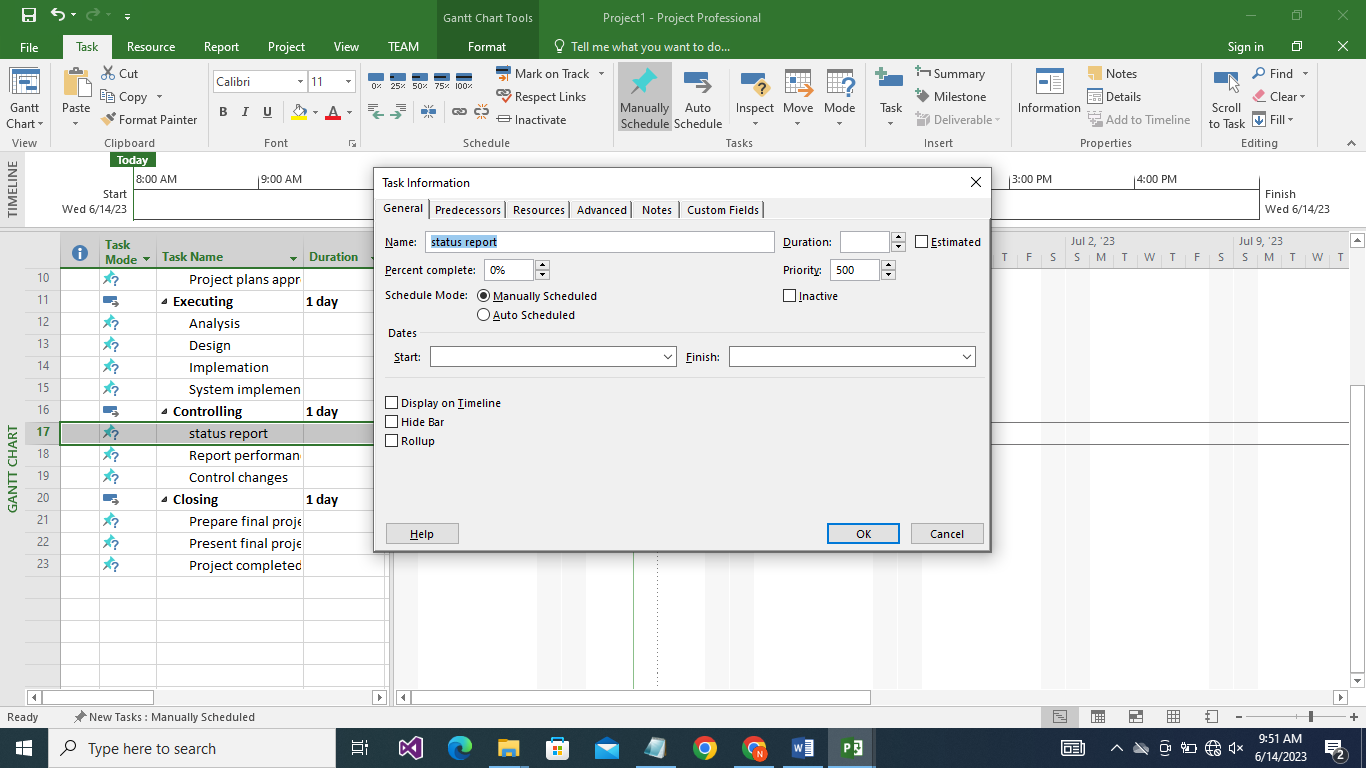 Gantt Chart Tools
Project1 - Project Professional
File
Task
Resource
Report
Project
View
TEAM
Format
Tell me what you want to do...
Sign in
Gantt
Chart
View
Paste
Cut
Copy
Format Painter
Clipboard
Calibri
11
B I U
A
Font
0% 25% 50% 75% 100%
Mark on Track
Respect Links
Inactivate
Schedule
Manually
Schedule
Auto
Schedule
Inspect
Move
Mode
Tasks
Task
Summary
Milestone
Deliverable
Insert
Information
Notes
Details
Add to Timeline
Properties
Scroll
to Task
Find
Clear
Fill
Editing
TIMELINE
Today
Start
Wed 6/14/23
8:00 AM
9:00 AM
3:00 PM
4:00 PM
Finish
Wed 6/14/23
GANTT CHART
Task
Mode
Task Name
Duration
10 Project plans appr
11 Executing 1 day
12 Analysis
13 Design
14 Implemation
15 System implemen
16 Controlling 1 day
17 status report
18 Report performan
19 Control changes
20 Closing 1 day
21 Prepare final proje
22 Present final proje
23 Project completed
Jul 2, '23
Jul 9, '23
T F S S M T W T F S S M T W T
Task Information
General
Predecessors
Resources
Advanced
Notes
Custom Fields
Name: status report
Duration:
Estimated
Percent complete: 0%
Priority: 500
Schedule Mode: Manually Scheduled
Auto Scheduled
Inactive
Dates
Start:
Finish:
Display on Timeline
Hide Bar
Rollup
Help
OK
Cancel
Ready
New Tasks : Manually Scheduled
Type here to search
N
9:51 AM
6/14/2023
2